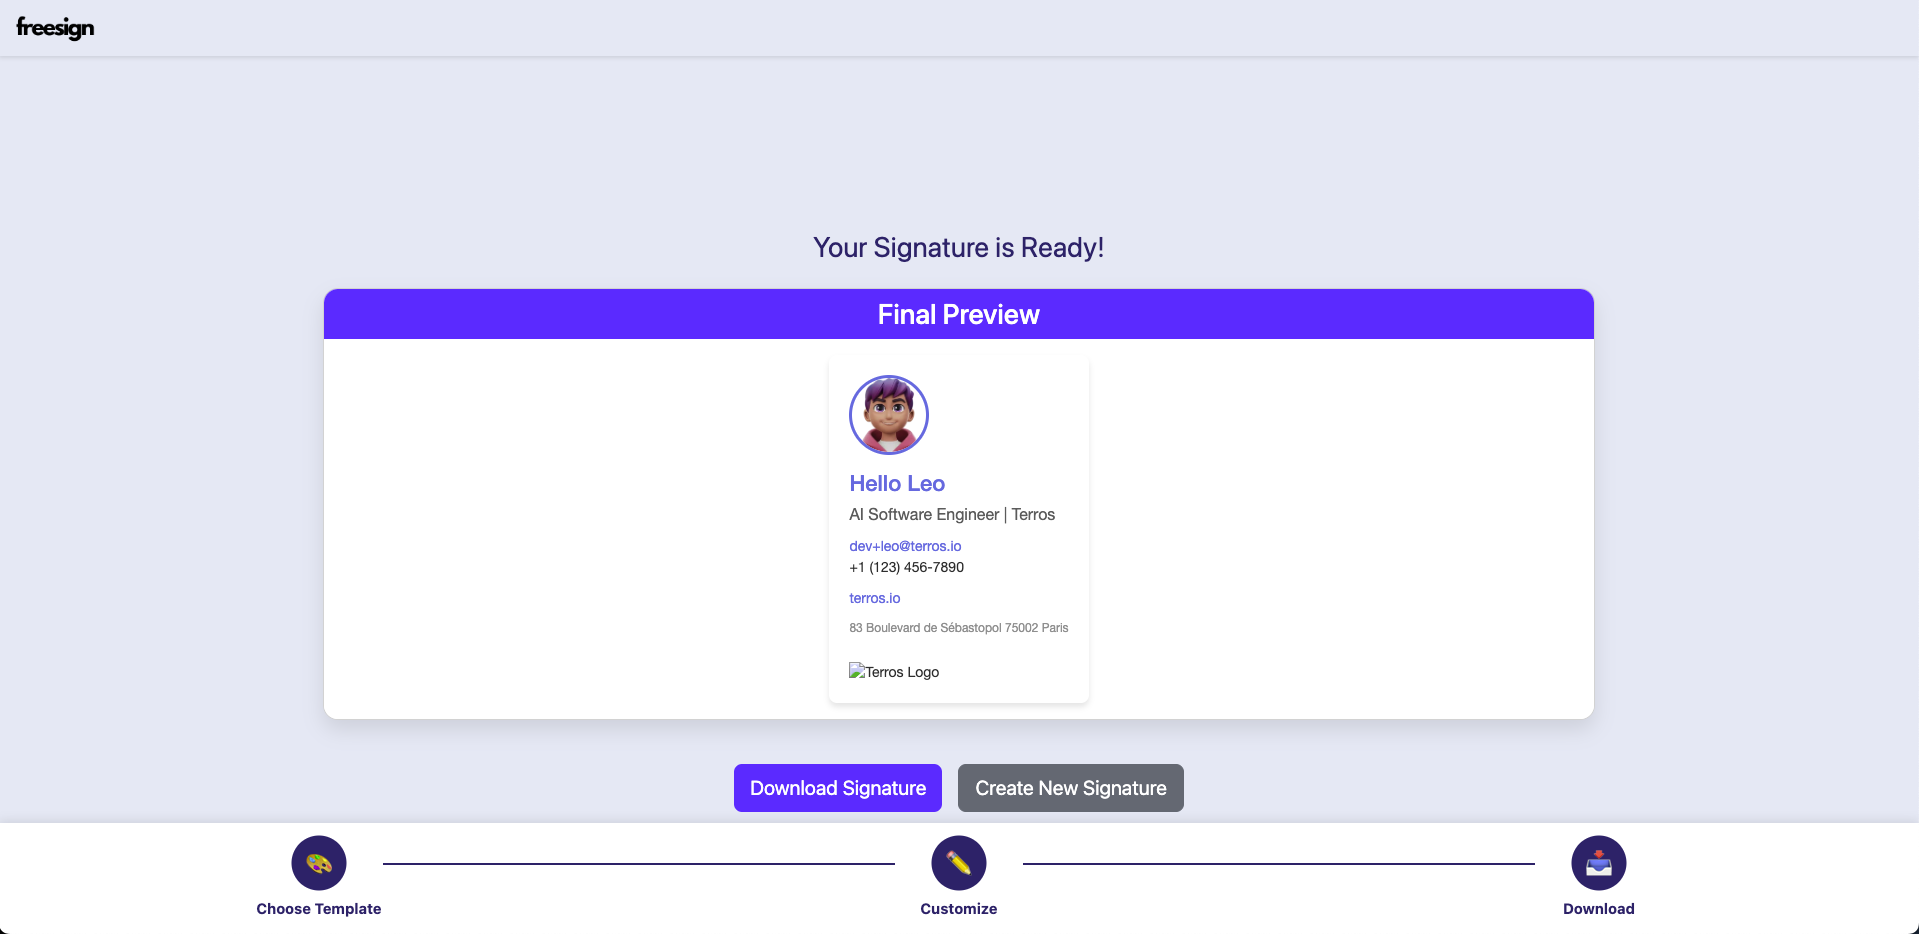 freesign
Your Signature is Ready!
Final Preview
Hello Leo
AI Software Engineer | Terros
dev+leo@terros.io
+1 (123) 456-7890
terros.io
83 Boulevard de Sébastopol 75002 Paris
Terros Logo
Download Signature
Create New Signature
Choose Template
Customize
Download